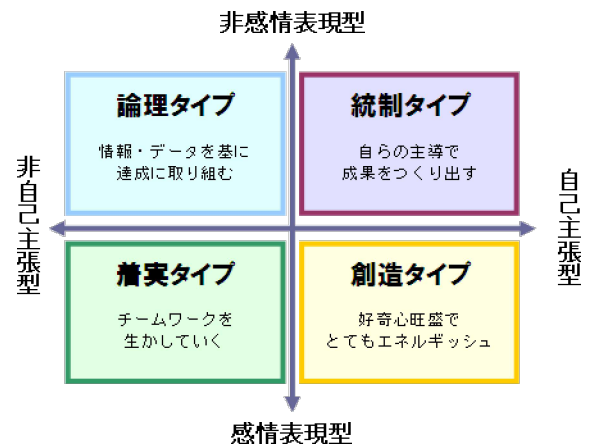 非感情表現型
論理タイプ
情報・データを基に
達成に取り組む
統制タイプ
自らの主導で
成果をつくり出す
非自己主張型
自己主張型
着実タイプ
チームワークを
生かしていく
創造タイプ
好奇心旺盛で
とてもエネルギッシュ
感情表現型